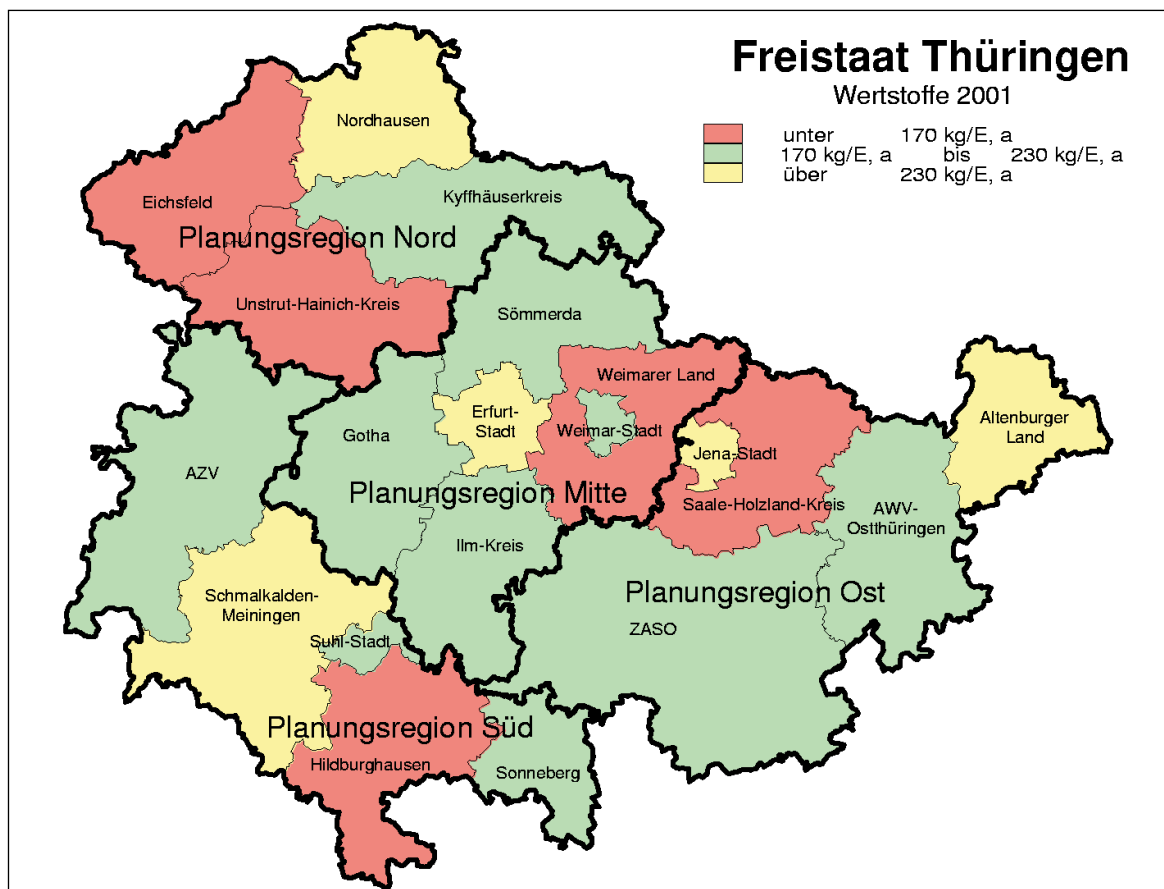 Freistaat Thüringen
Wertstoffe 2001
unter 170 kg/E, a
170 kg/E, a bis 230 kg/E, a
über 230 kg/E, a
Nordhausen
Eichsfeld
Kyffhäuserkreis
Planungsregion Nord
Unstrut-Hainich-Kreis
Sömmerda
Weimarer Land
Erfurt-
Stadt
Altenburger
Land
Gotha
Weimar-Stadt
Jena-Stadt
AZV
Planungsregion Mitte
Saale-Holzland-Kreis
AWV-
Ostthüringen
Ilm-Kreis
Schmalkalden-
Meiningen
Planungsregion Ost
ZASO
Suhl-Stadt
Planungsregion Süd
Hildburghausen
Sonneberg